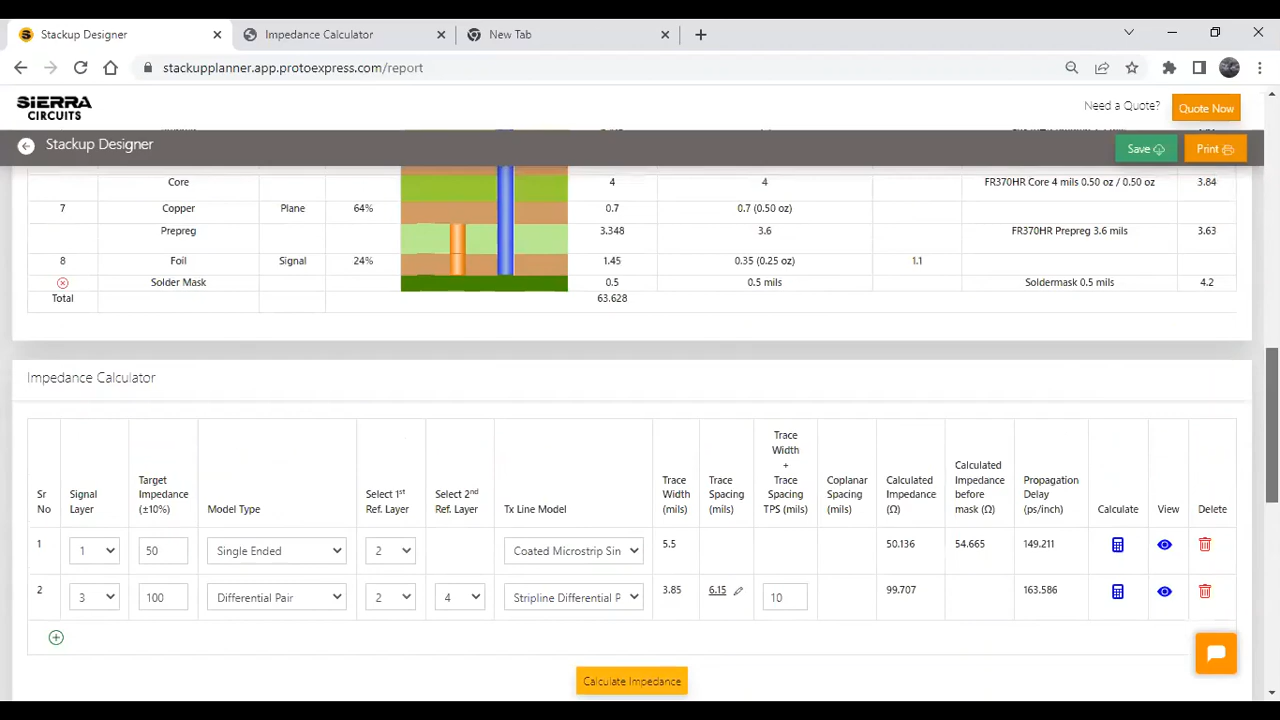 Stackup Designer
Impedance Calculator
New Tab
stackupplanner.app.protoexpress.com/report
SIERRA
CIRCUITS
Need a Quote?
Quote Now
Stackup Designer
Save
Print
Core 4 4 FR370HR Core 4 mils 0.50 oz / 0.50 oz 3.84
7 Copper Plane 64% 0.7 0.7 (0.50 oz)
Prepreg 3.348 3.6 FR370HR Prepreg 3.6 mils 3.63
8 Foil Signal 24% 1.45 0.35 (0.25 oz) 1.1
Solder Mask 0.5 0.5 mils Soldermask 0.5 mils 4.2
Total 63.628
Impedance Calculator
Sr
No
Signal
Layer
Target
Impedance
(±10%)
Model Type
Select 1st
Ref. Layer
Select 2nd
Ref. Layer
Tx Line Model
Trace
Width
(mils)
Trace
Spacing
(mils)
Trace
Width
+
Trace
Spacing
TPS (mils)
Coplanar
Spacing
(mils)
Calculated
Impedance
(Ω)
Calculated
Impedance
before
mask (Ω)
Propagation
Delay
(ps/inch)
Calculate
View
Delete
1 1 50 Single Ended 2 Coated Microstrip Sin 5.5 50.136 54.665 149.211
2 3 100 Differential Pair 2 4 Stripline Differential P 3.85 6.15 10 99.707 163.586
Calculate Impedance